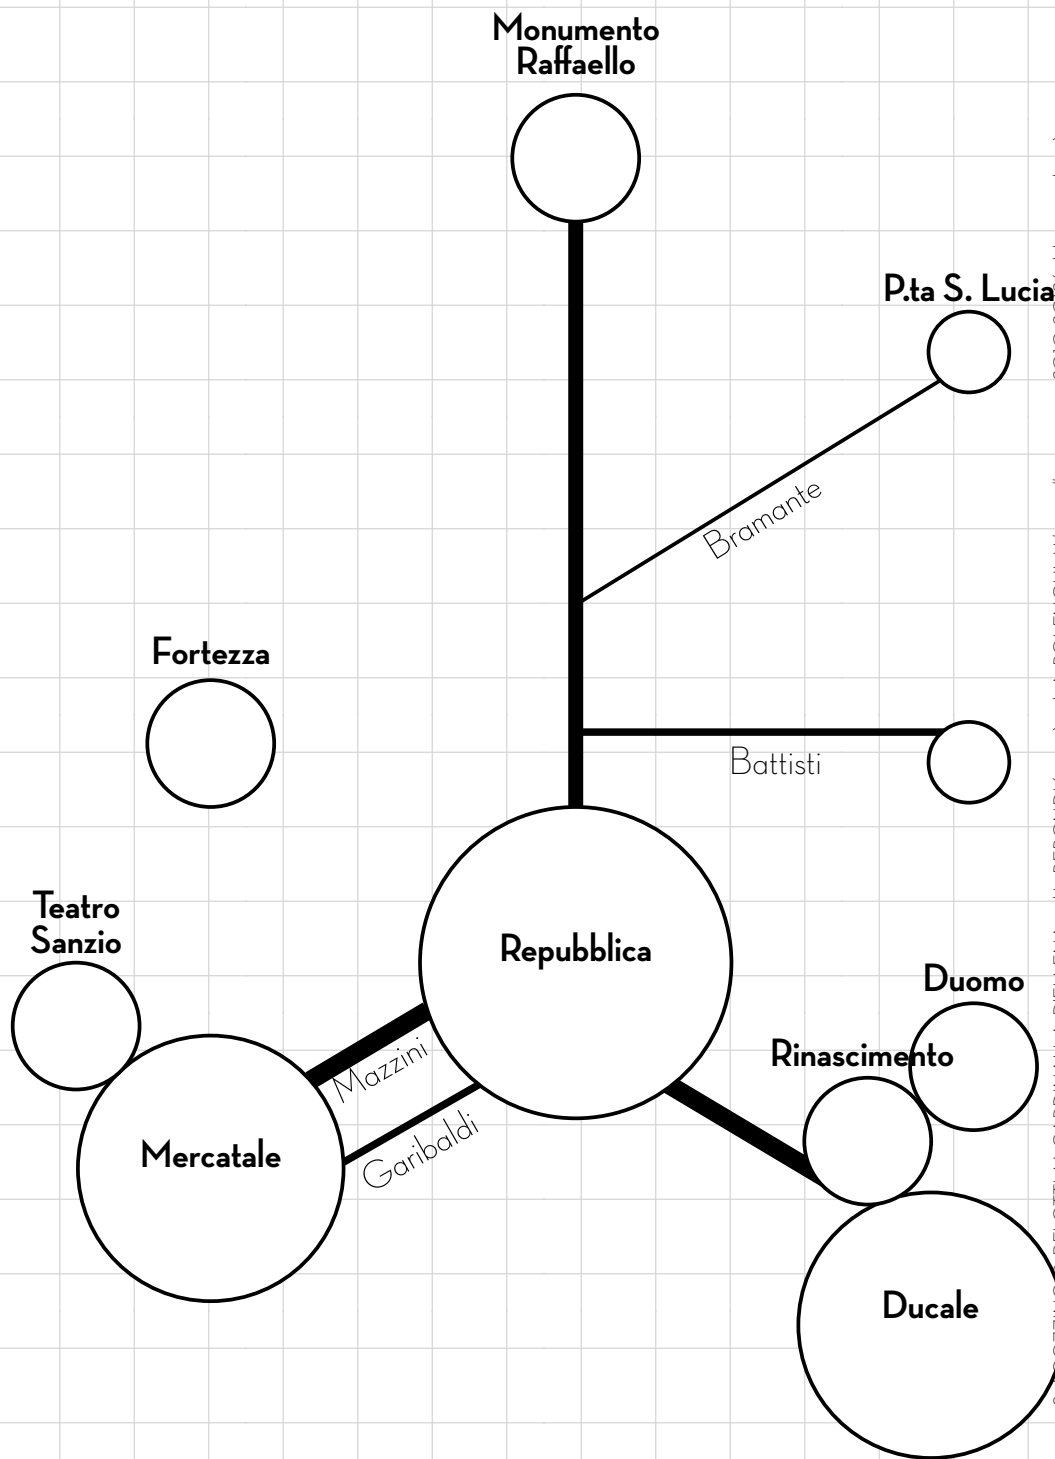 Monumento
Raffaello
P.ta S. Lucia
Bramante
Fortezza
Battisti
Teatro
Sanzio
Repubblica
Duomo
Rinascimento
Mazzini
Garibaldi
Mercatale
Ducale